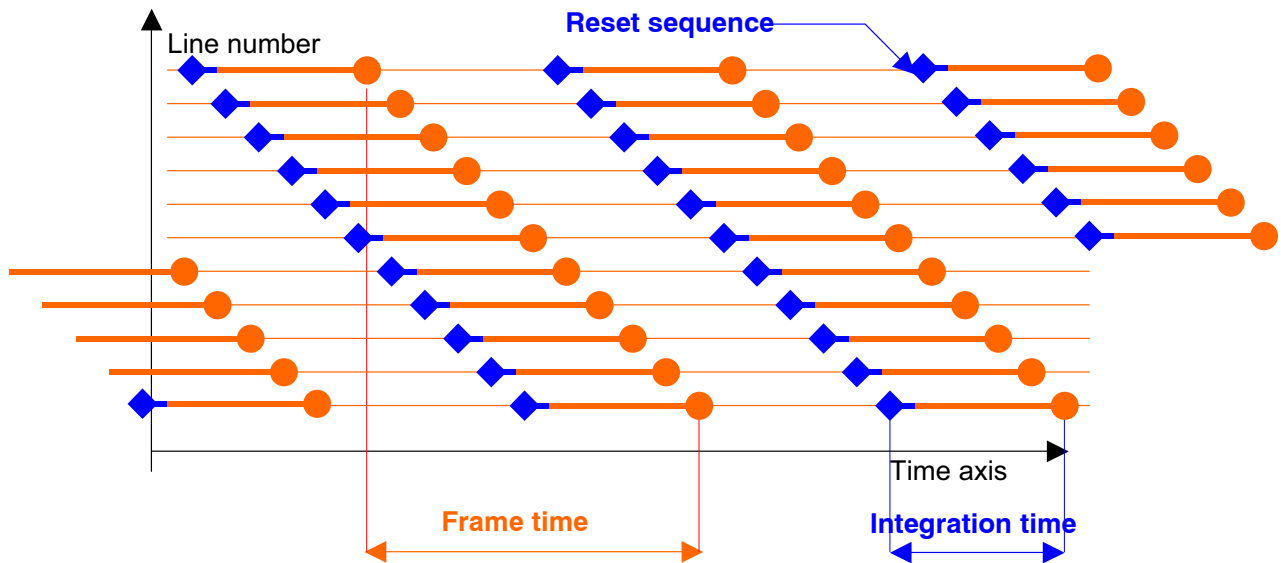 Reset sequence
Line number
Time axis
Frame time
Integration time